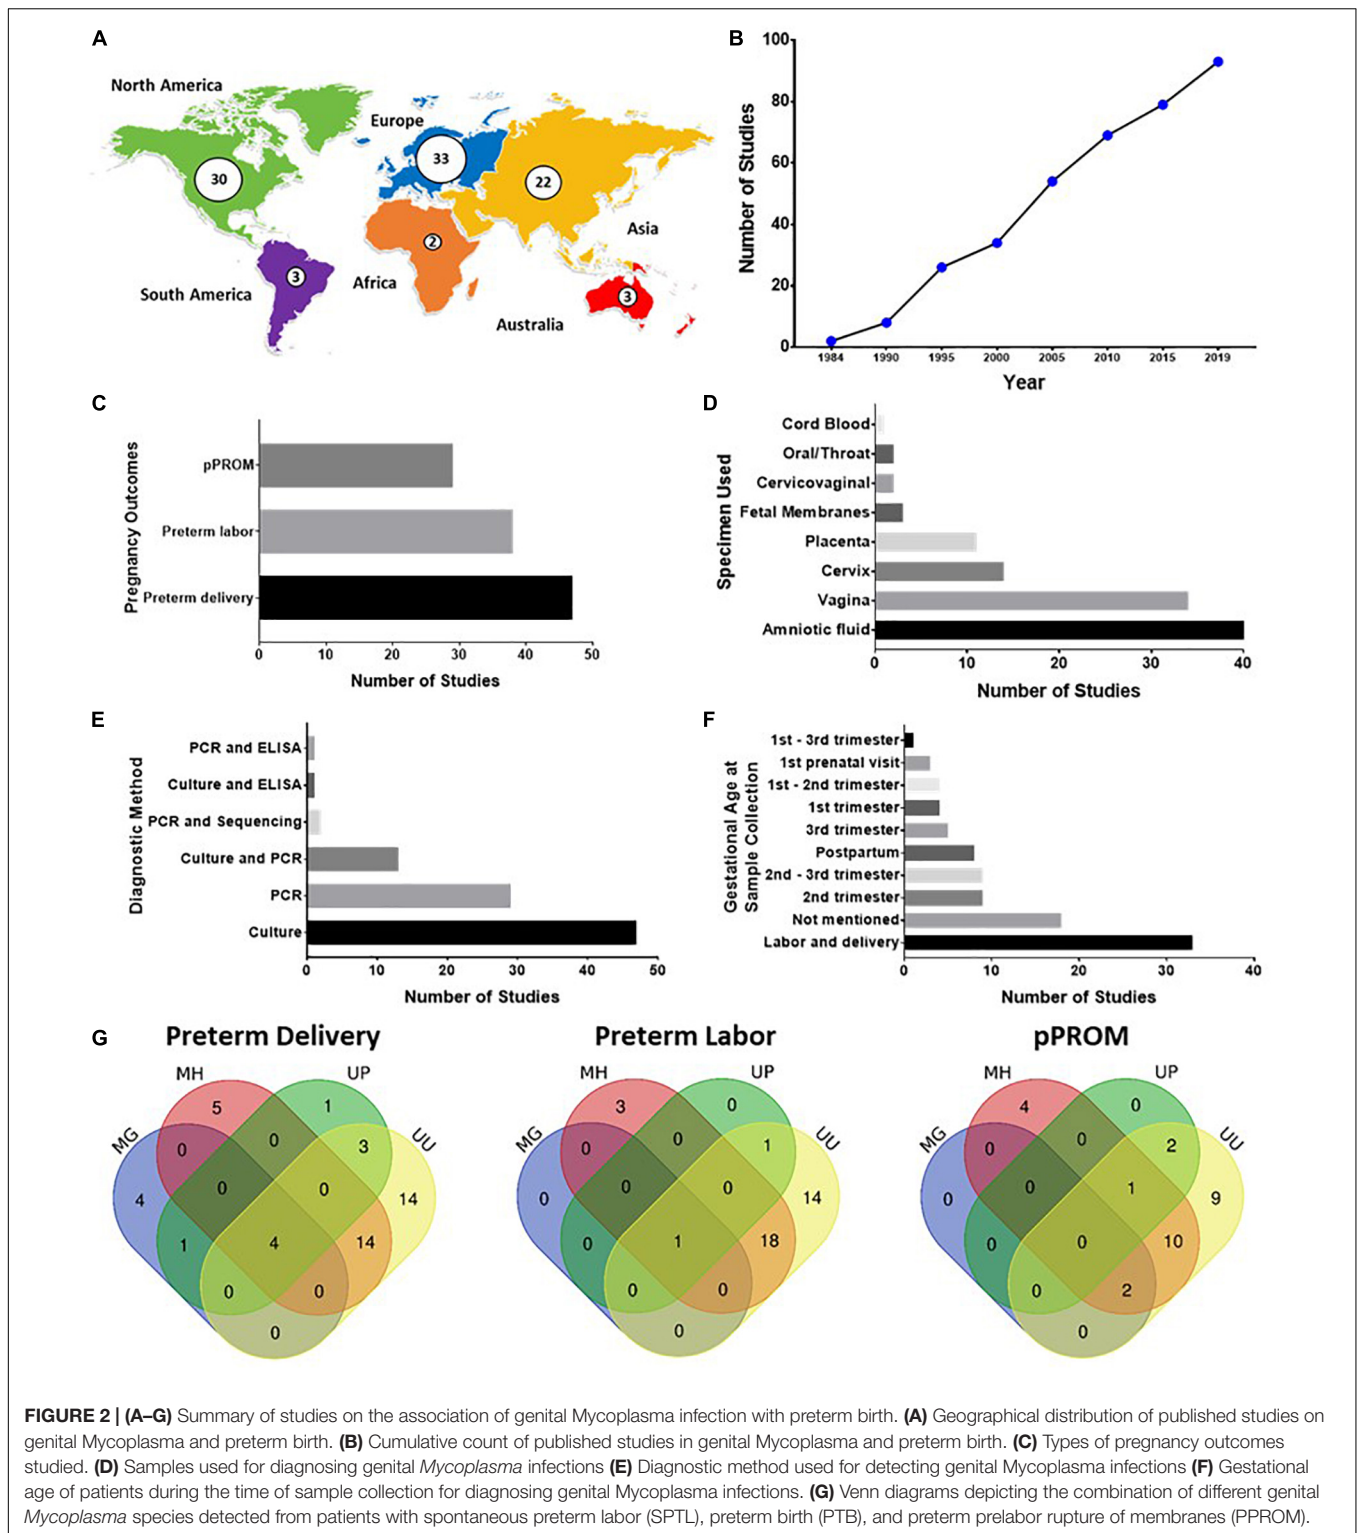 A
North America
Europe
33
30
22
2
Asia
3
South America
Africa
3
Australia
B
Number of Studies
100
80
60
40
20
0
1984 1990 1995 2000 2005 2010 2015 2019
Year
C
Pregnancy Outcomes
pPROM
Preterm labor
Preterm delivery
0 10 20 30 40 50
Number of Studies
D
Specimen Used
Cord Blood
Oral/Throat
Cervicovaginal
Fetal Membranes
Placenta
Cervix
Vagina
Amniotic fluid
0 10 20 30 40
Number of Studies
E
Diagnostic Method
PCR and ELISA
Culture and ELISA
PCR and Sequencing
Culture and PCR
PCR
Culture
0 10 20 30 40 50
Number of Studies
F
Gestational Age at
Sample Collection
1st - 3rd trimester
1st prenatal visit
1st - 2nd trimester
1st trimester
3rd trimester
Postpartum
2nd - 3rd trimester
2nd trimester
Not mentioned
Labor and delivery
0 10 20 30 40
Number of Studies
G
Preterm Delivery
MH UP
MG UU
5 1
0 0 3
4 0 0 14
1 4 14
0 0
0
Preterm Labor
MH UP
MG UU
3 0
0 0 1
0 0 0 14
0 1 18
0 0
0
pPROM
MH UP
MG UU
4 0
0 0 2
0 0 1 9
0 0 10
0 2
0
FIGURE 2 | (A–G) Summary of studies on the association of genital Mycoplasma infection with preterm birth. (A) Geographical distribution of published studies on
genital Mycoplasma and preterm birth. (B) Cumulative count of published studies in genital Mycoplasma and preterm birth. (C) Types of pregnancy outcomes
studied. (D) Samples used for diagnosing genital Mycoplasma infections (E) Diagnostic method used for detecting genital Mycoplasma infections (F) Gestational
age of patients during the time of sample collection for diagnosing genital Mycoplasma infections. (G) Venn diagrams depicting the combination of different genital
Mycoplasma species detected from patients with spontaneous preterm labor (SPTL), preterm birth (PTB), and preterm prelabor rupture of membranes (PPROM).